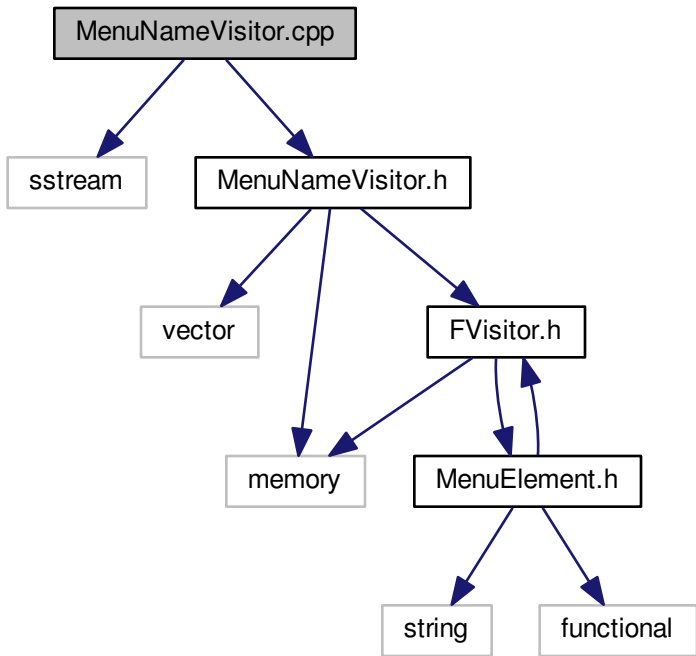 MenuNameVisitor.cpp
sstream
MenuNameVisitor.h
vector
FVisitor.h
memory
MenuElement.h
string
functional